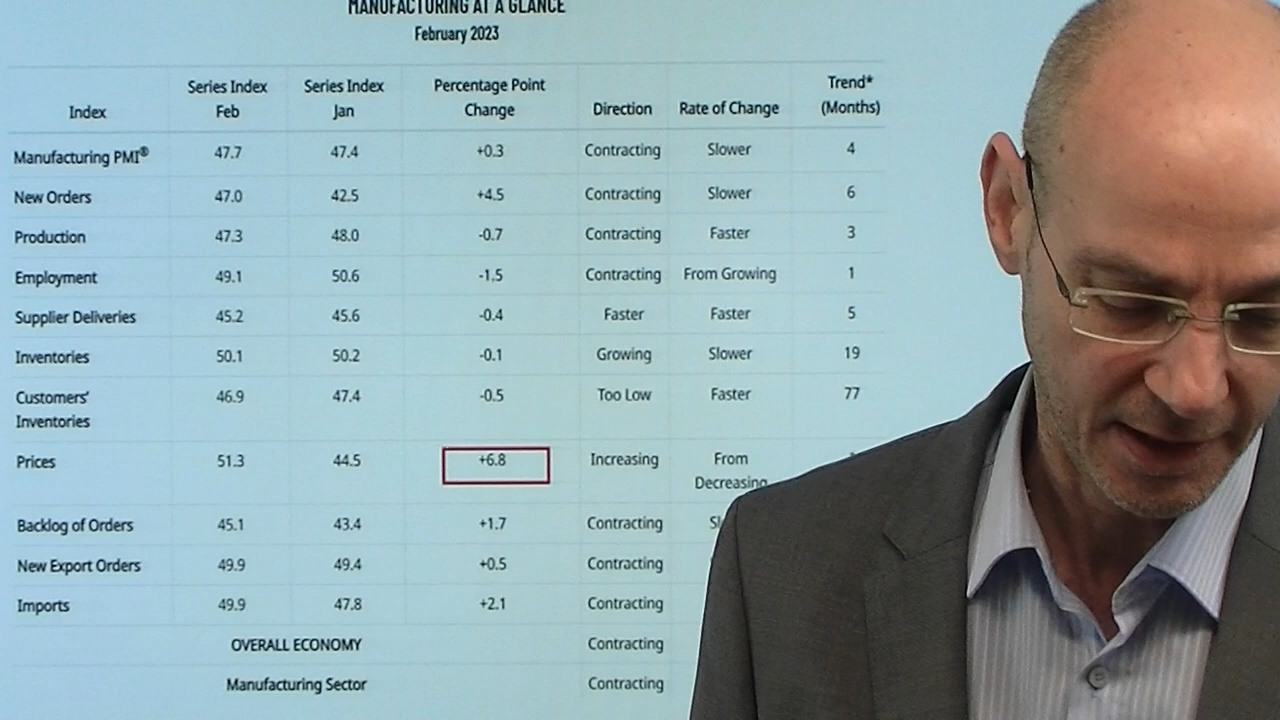 MANUFACTURING AT A GLANCE
February 2023
Index Series Index Feb Series Index Jan Percentage Point Change Direction Rate of Change Trend* (Months)
Manufacturing PMI® 47.7 47.4 +0.3 Contracting Slower 4
New Orders 47.0 42.5 +4.5 Contracting Slower 6
Production 47.3 48.0 -0.7 Contracting Faster 3
Employment 49.1 50.6 -1.5 Contracting From Growing 1
Supplier Deliveries 45.2 45.6 -0.4 Faster Faster 5
Inventories 50.1 50.2 -0.1 Growing Slower 19
Customers' Inventories 46.9 47.4 -0.5 Too Low Faster 77
Prices 51.3 44.5 +6.8 Increasing From Decreasing
Backlog of Orders 45.1 43.4 +1.7 Contracting
New Export Orders 49.9 49.4 +0.5 Contracting
Imports 49.9 47.8 +2.1 Contracting
OVERALL ECONOMY Contracting
Manufacturing Sector Contracting